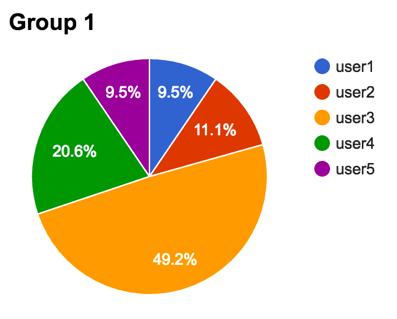 Group 1
9.5%
9.5%
11.1%
20.6%
49.2%
user1
user2
user3
user4
user5